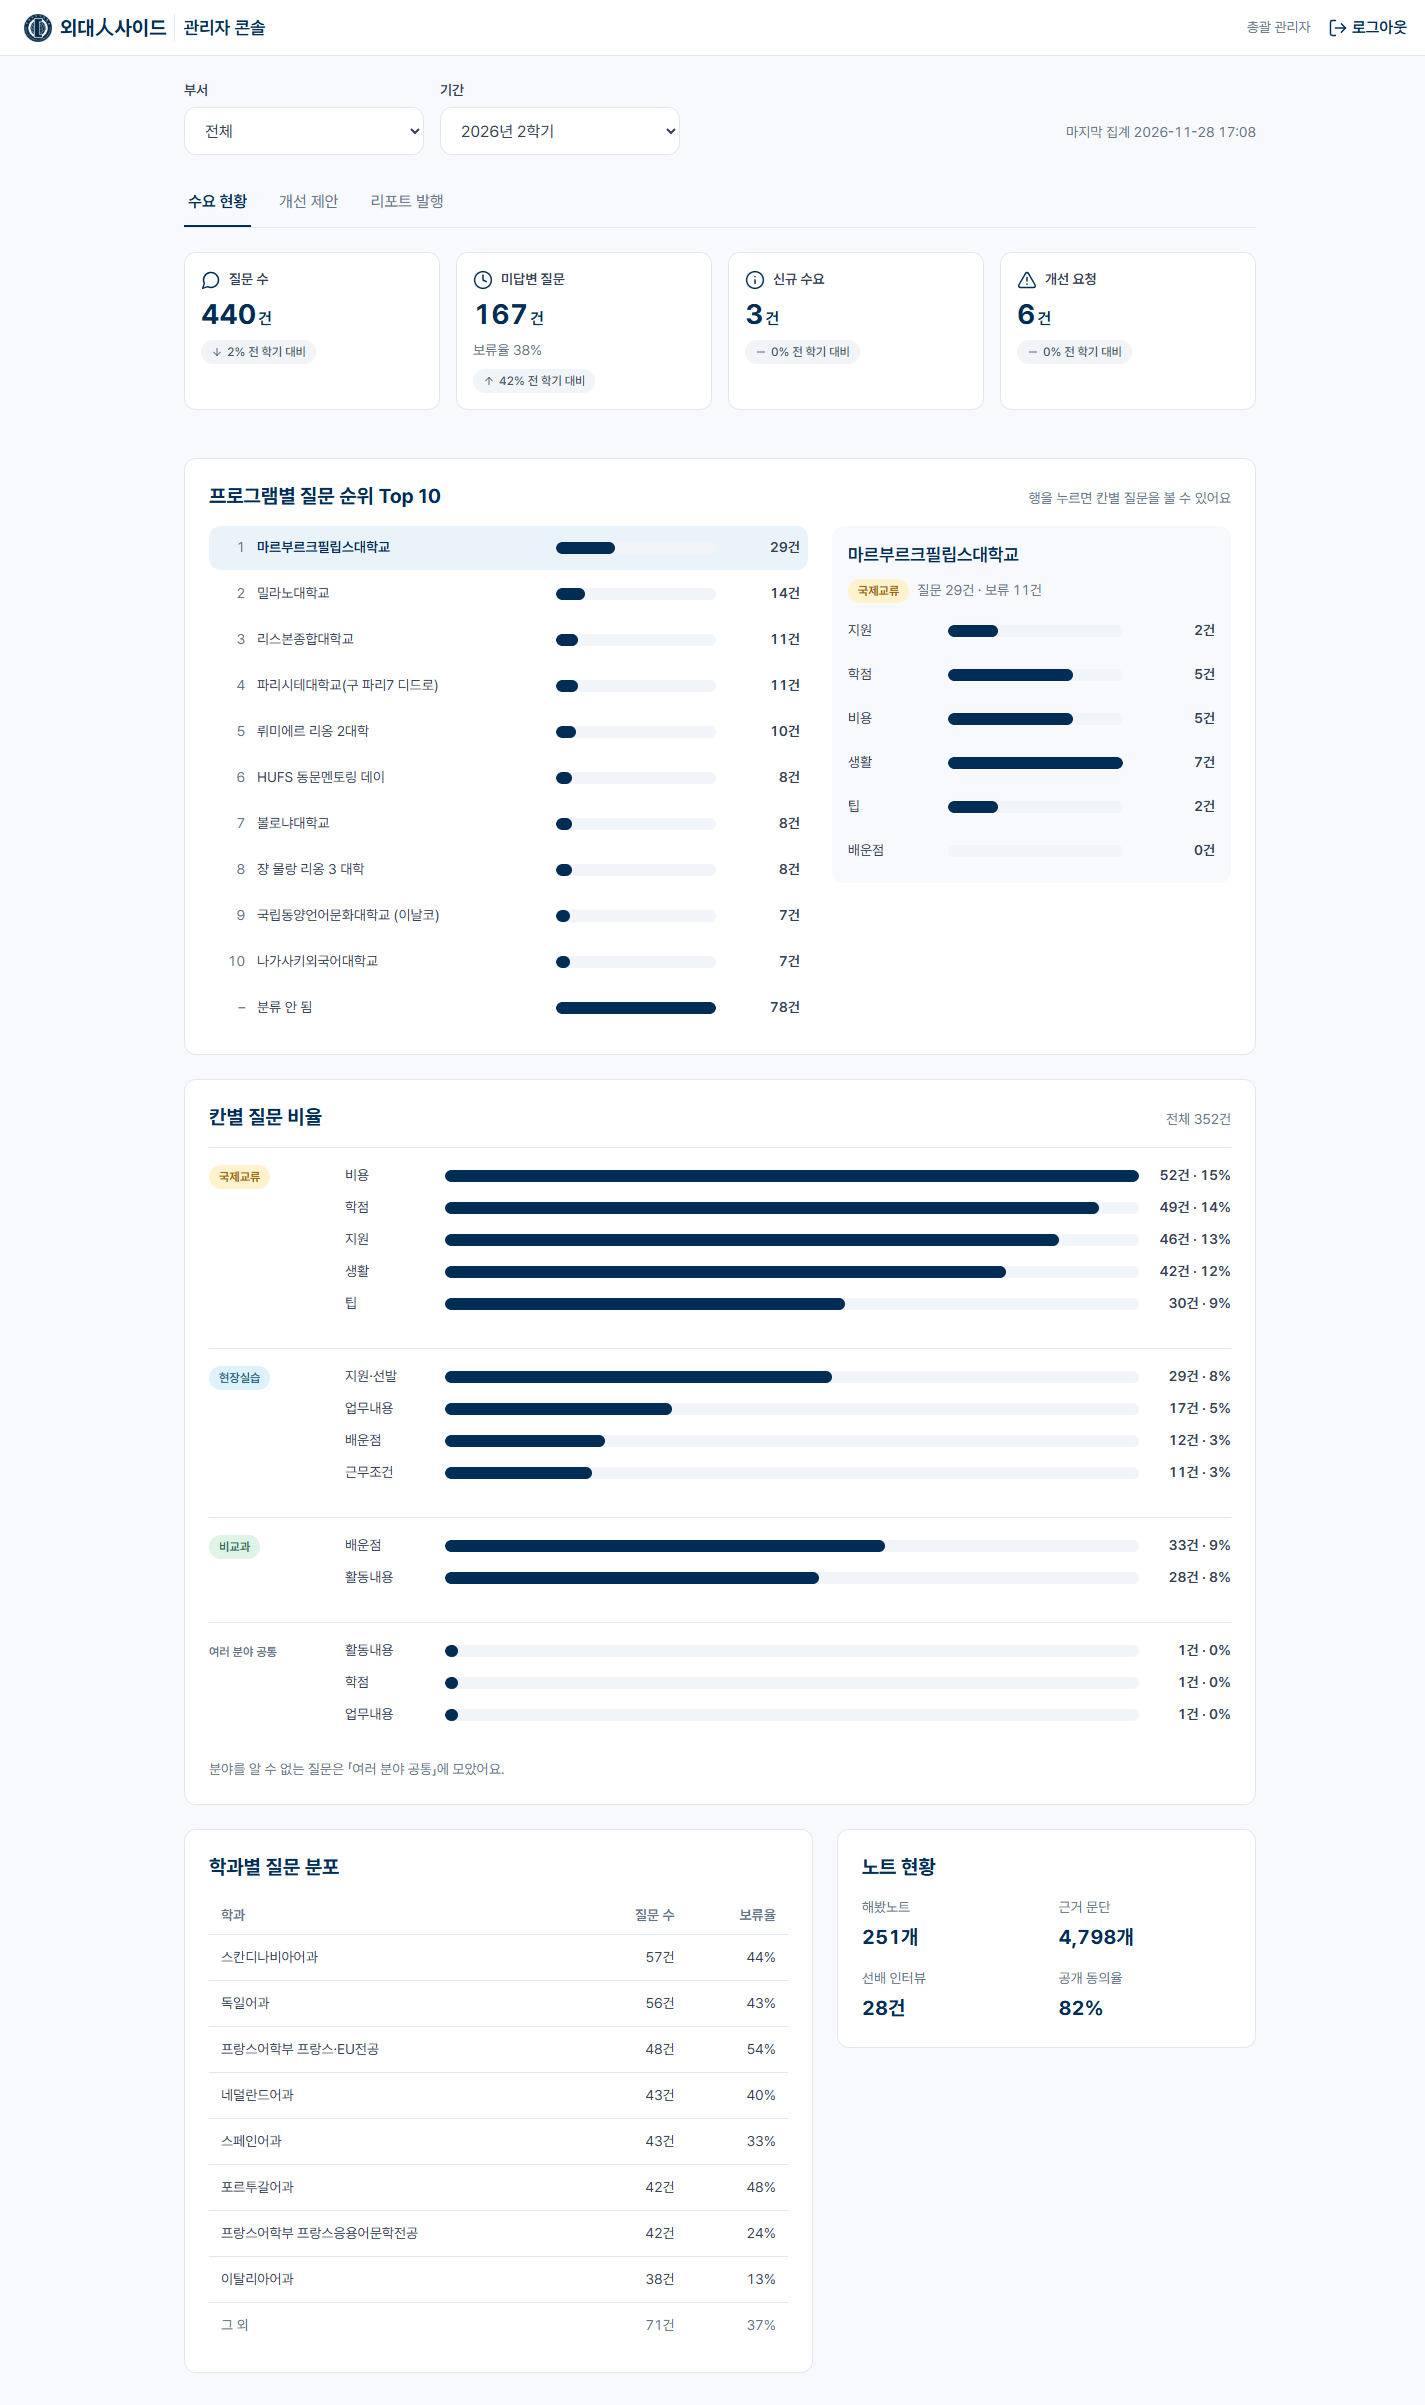 외대人사이드 관리자 콘솔
총괄 관리자 로그아웃
부서 기간
전체 2026년 2학기 마지막 집계 2026-11-28 17:08
수요 현황 개선 제안 리포트 발행
질문 수
440건
↓ 2% 전 학기 대비
미답변 질문
167건
보류율 38%
↑ 42% 전 학기 대비
신규 수요
3건
– 0% 전 학기 대비
개선 요청
6건
– 0% 전 학기 대비
프로그램별 질문 순위 Top 10
행을 누르면 칸별 질문을 볼 수 있어요
1 마르부르크필립스대학교 29건
2 밀라노대학교 14건
3 리스본종합대학교 11건
4 파리시테대학교(구 파리7 디드로) 11건
5 뤼미에르 리옹 2대학 10건
6 HUFS 동문멘토링 데이 8건
7 볼로냐대학교 8건
8 쟝 물랑 리옹 3 대학 8건
9 국립동양언어문화대학교 (이날코) 7건
10 나가사키외국어대학교 7건
– 분류 안 됨 78건
마르부르크필립스대학교
국제교류 질문 29건 · 보류 11건
지원 2건
학점 5건
비용 5건
생활 7건
팁 2건
배운점 0건
칸별 질문 비율 전체 352건
국제교류 비용 52건 · 15%
학점 49건 · 14%
지원 46건 · 13%
생활 42건 · 12%
팁 30건 · 9%
현장실습 지원·선발 29건 · 8%
업무내용 17건 · 5%
배운점 12건 · 3%
근무조건 11건 · 3%
비교과 배운점 33건 · 9%
활동내용 28건 · 8%
여러 분야 공통 활동내용 1건 · 0%
학점 1건 · 0%
업무내용 1건 · 0%
분야를 알 수 없는 질문은 「여러 분야 공통」에 모았어요.
학과별 질문 분포
학과 질문 수 보류율
스칸디나비아어과 57건 44%
독일어과 56건 43%
프랑스어학부 프랑스·EU전공 48건 54%
네덜란드어과 43건 40%
스페인어과 43건 33%
포르투갈어과 42건 48%
프랑스어학부 프랑스응용어문학전공 42건 24%
이탈리아어과 38건 13%
그 외 71건 37%
노트 현황
해봤노트 근거 문단
251개 4,798개
선배 인터뷰 공개 동의율
28건 82%